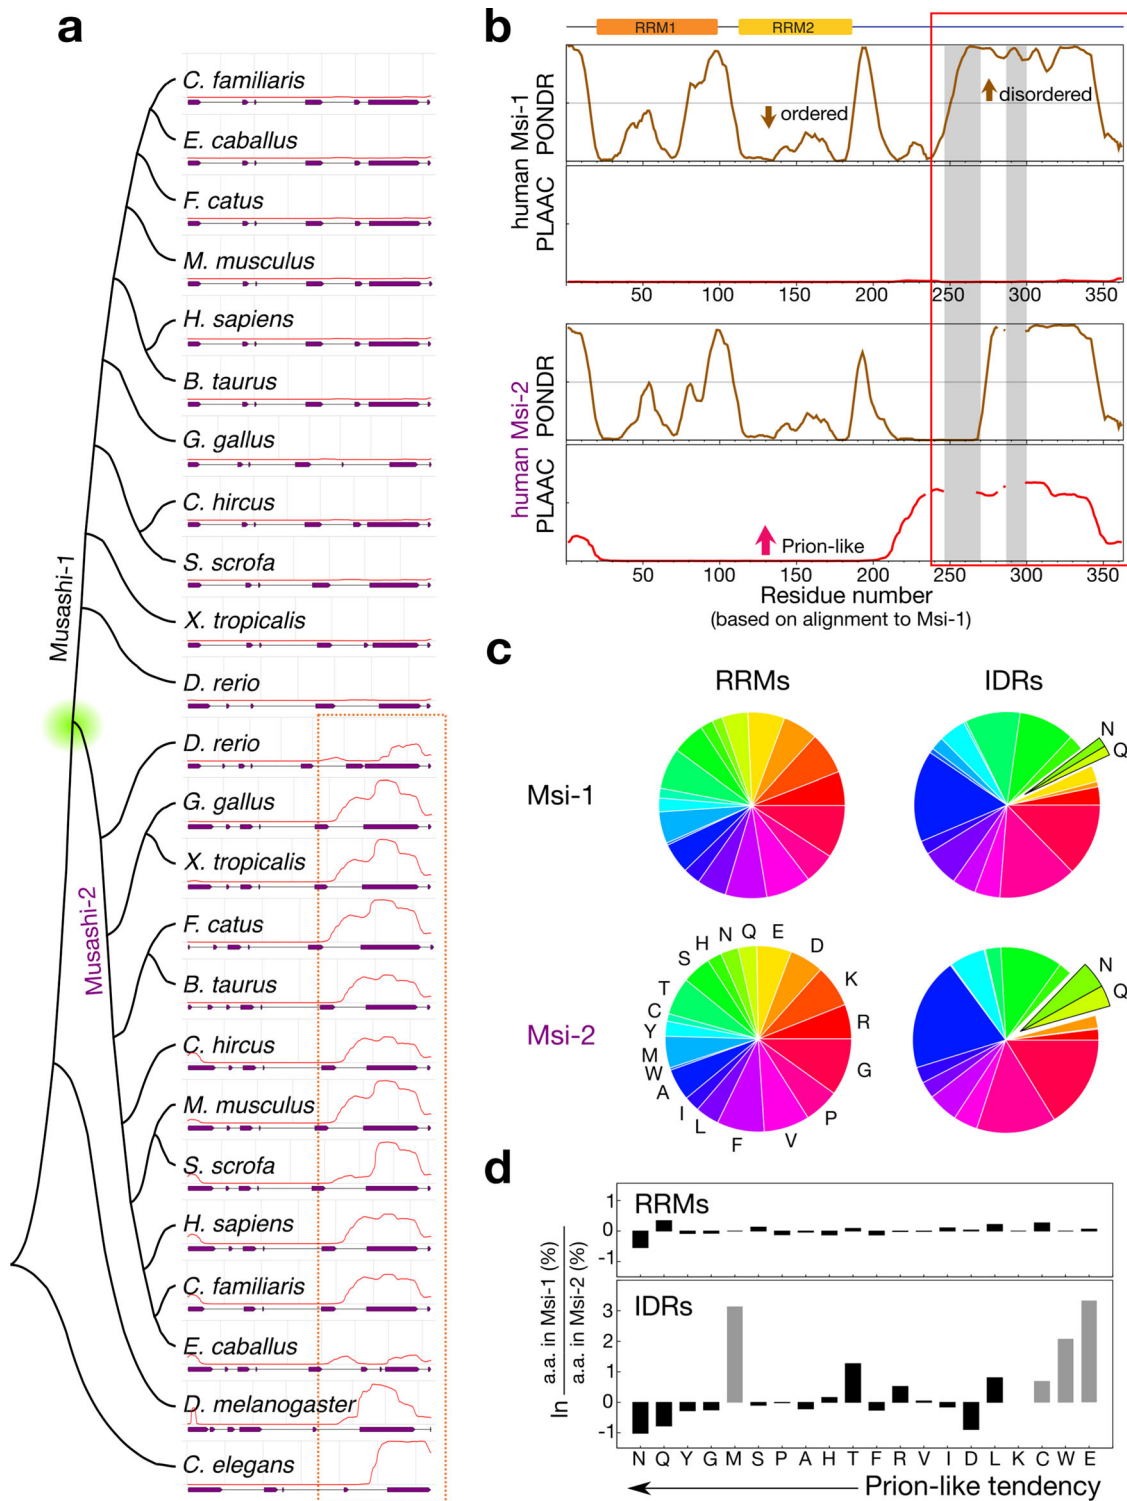 a
C. familiaris
E. caballus
F. catus
M. musculus
H. sapiens
B. taurus
G. gallus
C. hircus
S. scrofa
X. tropicalis
D. rerio
D. rerio
G. gallus
X. tropicalis
F. catus
B. taurus
C. hircus
M. musculus
S. scrofa
H. sapiens
C. familiaris
E. caballus
D. melanogaster
C. elegans
Musashi-1
Musashi-2
b
RRM1
RRM2
human Msi-1
PONDR
ordered
disordered
PLAAC
50 100 150 200 250 300 350
human Msi-2
PONDR
PLAAC
Prion-like
50 100 150 200 250 300 350
Residue number
(based on alignment to Msi-1)
c
RRMs
IDRs
Msi-1
N
Q
Msi-2
T S H N Q E D K R G P V F L I A W M Y C
N
Q
d
ln
a.a. in Msi-1 (%)
a.a. in Msi-2 (%)
RRMs
1
0
-1
IDRs
3
2
1
0
-1
N Q Y G M S P A H T F R V I D L K C W E
Prion-like tendency